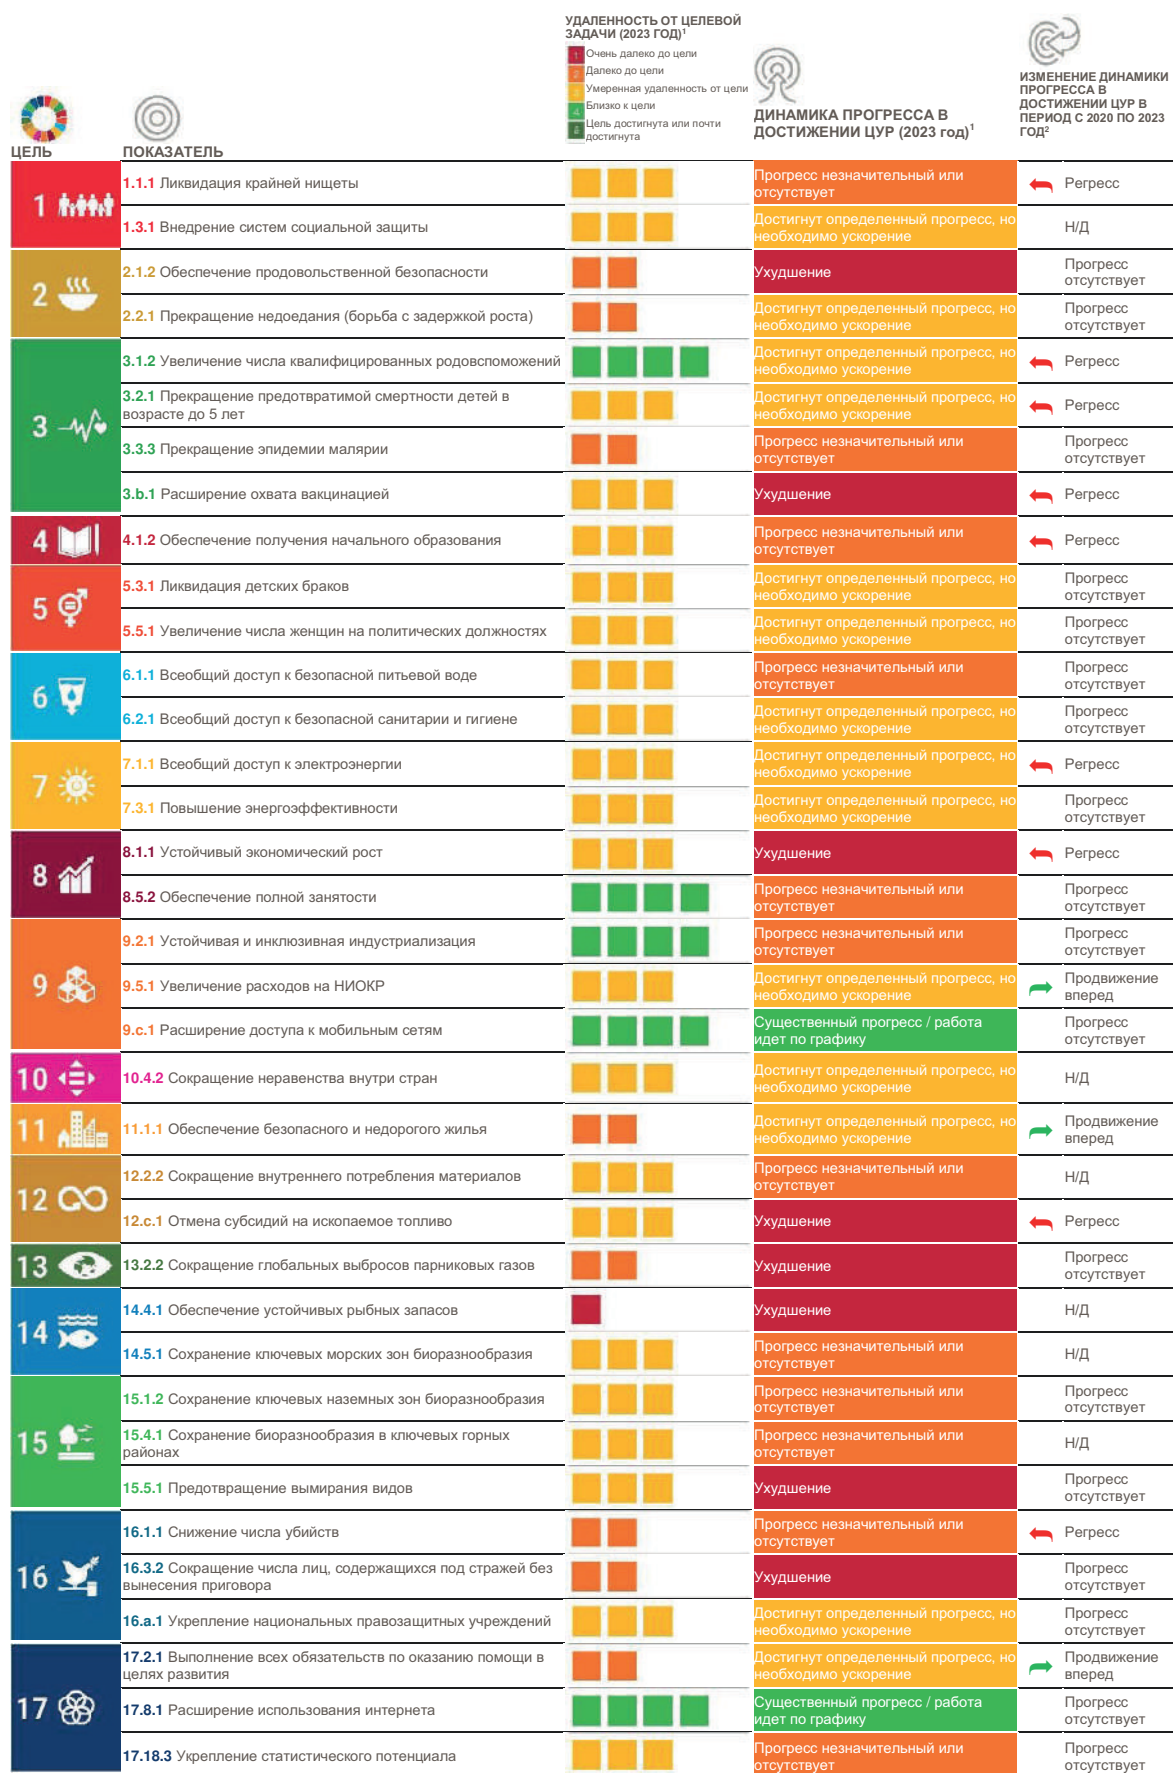 УДАЛЕННОСТЬ ОТ ЦЕЛЕВОЙ
ЗАДАЧИ (2023 ГОД)¹
1 Очень далеко до цели
2 Далеко до цели
3 Умеренная удаленность от цели
4 Близко к цели
5 Цель достигнута или почти
достигнута
ЦЕЛЬ
ПОКАЗАТЕЛЬ
ДИНАМИКА ПРОГРЕССА В
ДОСТИЖЕНИИ ЦУР (2023 год)¹
ИЗМЕНЕНИЕ ДИНАМИКИ
ПРОГРЕССА В
ДОСТИЖЕНИИ ЦУР В
ПЕРИОД С 2020 ПО 2023
ГОД²
1
1.1.1 Ликвидация крайней нищеты
Прогресс незначительный или
отсутствует
Регресс
1.3.1 Внедрение систем социальной защиты
Достигнут определенный прогресс, но
необходимо ускорение
Н/Д
2
2.1.2 Обеспечение продовольственной безопасности
Ухудшение
Прогресс
отсутствует
2.2.1 Прекращение недоедания (борьба с задержкой роста)
Достигнут определенный прогресс, но
необходимо ускорение
Прогресс
отсутствует
3
3.1.2 Увеличение числа квалифицированных родовспоможений
Достигнут определенный прогресс, но
необходимо ускорение
Регресс
3.2.1 Прекращение предотвратимой смертности детей в
возрасте до 5 лет
Достигнут определенный прогресс, но
необходимо ускорение
Регресс
3.3.3 Прекращение эпидемии малярии
Прогресс незначительный или
отсутствует
Прогресс
отсутствует
3.b.1 Расширение охвата вакцинацией
Ухудшение
Регресс
4
4.1.2 Обеспечение получения начального образования
Прогресс незначительный или
отсутствует
Регресс
5
5.3.1 Ликвидация детских браков
Достигнут определенный прогресс, но
необходимо ускорение
Прогресс
отсутствует
5.5.1 Увеличение числа женщин на политических должностях
Достигнут определенный прогресс, но
необходимо ускорение
Прогресс
отсутствует
6
6.1.1 Всеобщий доступ к безопасной питьевой воде
Прогресс незначительный или
отсутствует
Прогресс
отсутствует
6.2.1 Всеобщий доступ к безопасной санитарии и гигиене
Достигнут определенный прогресс, но
необходимо ускорение
Прогресс
отсутствует
7
7.1.1 Всеобщий доступ к электроэнергии
Достигнут определенный прогресс, но
необходимо ускорение
Регресс
7.3.1 Повышение энергоэффективности
Достигнут определенный прогресс, но
необходимо ускорение
Прогресс
отсутствует
8
8.1.1 Устойчивый экономический рост
Ухудшение
Регресс
8.5.2 Обеспечение полной занятости
Прогресс незначительный или
отсутствует
Прогресс
отсутствует
9
9.2.1 Устойчивая и инклюзивная индустриализация
Прогресс незначительный или
отсутствует
Прогресс
отсутствует
9.5.1 Увеличение расходов на НИОКР
Достигнут определенный прогресс, но
необходимо ускорение
Продвижение
вперед
9.c.1 Расширение доступа к мобильным сетям
Существенный прогресс / работа
идет по графику
Прогресс
отсутствует
10
10.4.2 Сокращение неравенства внутри стран
Достигнут определенный прогресс, но
необходимо ускорение
Н/Д
11
11.1.1 Обеспечение безопасного и недорогого жилья
Достигнут определенный прогресс, но
необходимо ускорение
Продвижение
вперед
12
12.2.2 Сокращение внутреннего потребления материалов
Прогресс незначительный или
отсутствует
Н/Д
12.c.1 Отмена субсидий на ископаемое топливо
Ухудшение
Регресс
13
13.2.2 Сокращение глобальных выбросов парниковых газов
Ухудшение
Прогресс
отсутствует
14
14.4.1 Обеспечение устойчивых рыбных запасов
Ухудшение
Н/Д
14.5.1 Сохранение ключевых морских зон биоразнообразия
Прогресс незначительный или
отсутствует
Н/Д
15
15.1.2 Сохранение ключевых наземных зон биоразнообразия
Прогресс незначительный или
отсутствует
Прогресс
отсутствует
15.4.1 Сохранение биоразнообразия в ключевых горных
районах
Прогресс незначительный или
отсутствует
Н/Д
15.5.1 Предотвращение вымирания видов
Ухудшение
Прогресс
отсутствует
16
16.1.1 Снижение числа убийств
Прогресс незначительный или
отсутствует
Регресс
16.3.2 Сокращение числа лиц, содержащихся под стражей без
вынесения приговора
Ухудшение
Прогресс
отсутствует
16.a.1 Укрепление национальных правозащитных учреждений
Достигнут определенный прогресс, но
необходимо ускорение
Прогресс
отсутствует
17
17.2.1 Выполнение всех обязательств по оказанию помощи в
целях развития
Достигнут определенный прогресс, но
необходимо ускорение
Продвижение
вперед
17.8.1 Расширение использования интернета
Существенный прогресс / работа
идет по графику
Прогресс
отсутствует
17.18.3 Укрепление статистического потенциала
Прогресс незначительный или
отсутствует
Прогресс
отсутствует